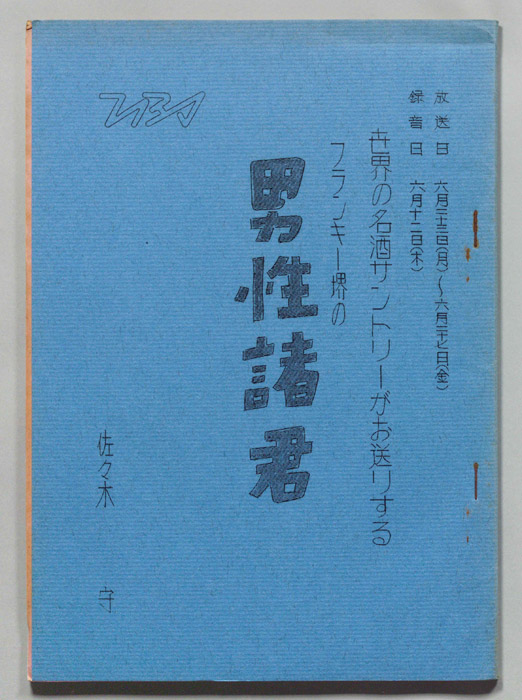 放送日　六月二十三日(月)～六月二十七日(金)
録音日　六月十二日(木)
世界の名酒サントリーがお送りする
フランキー堺の
男性諸君
佐々木　守
TBS